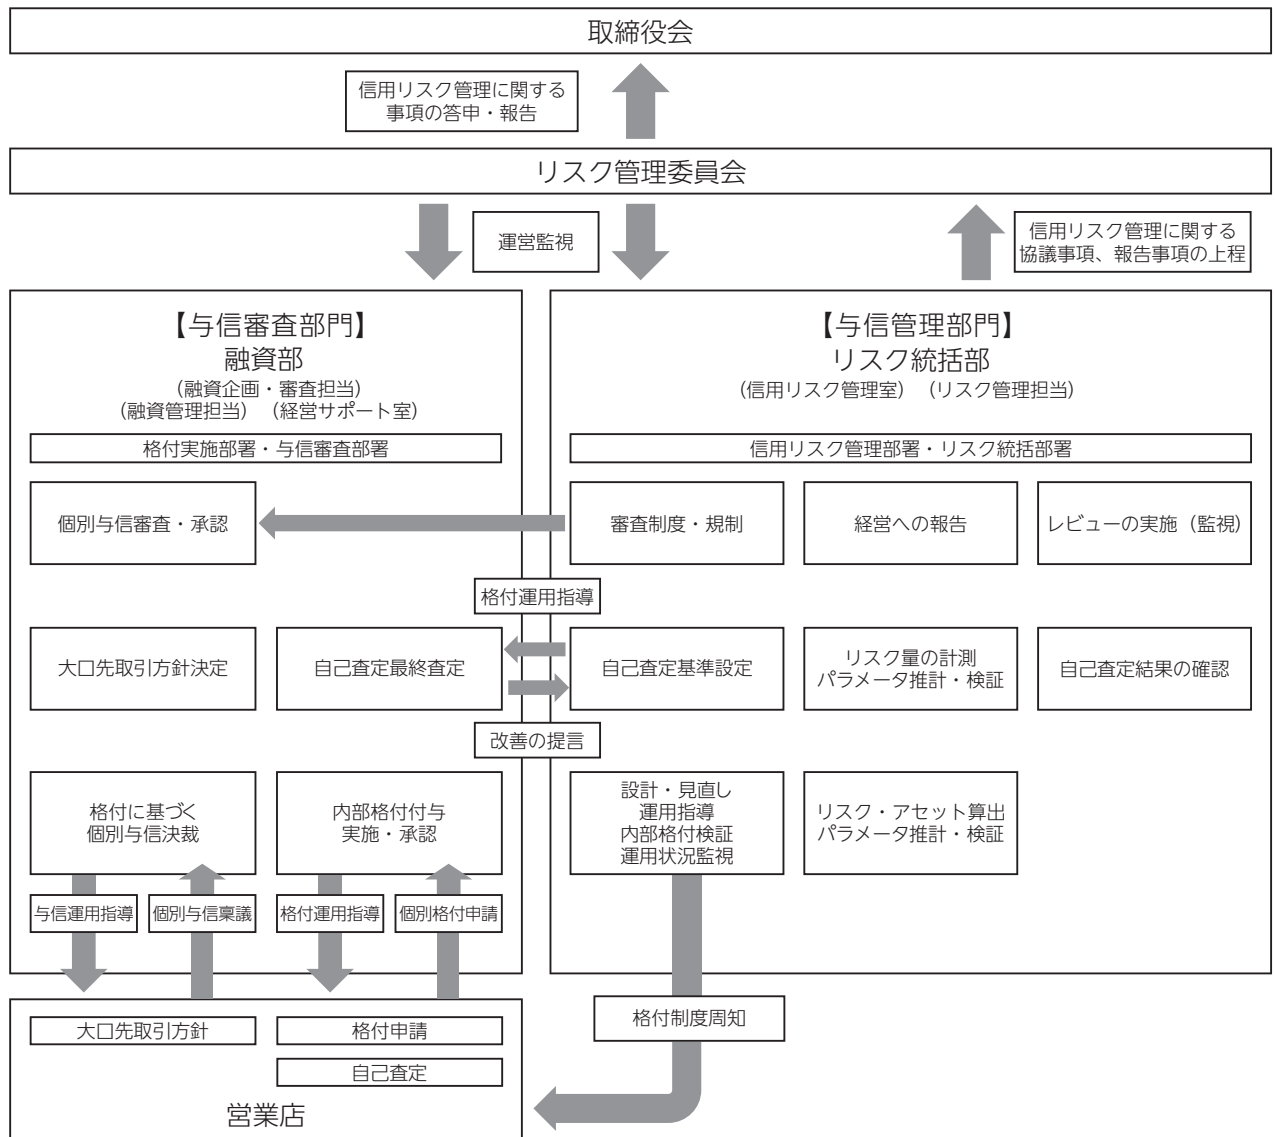 取締役会
信用リスク管理に関する
事項の答申・報告
リスク管理委員会
運営監視
信用リスク管理に関する
協議事項、報告事項の上程
【与信審査部門】
融資部
（融資企画・審査担当）
（融資管理担当）（経営サポート室）
格付実施部署・与信審査部署
【与信管理部門】
リスク統括部
（信用リスク管理室）（リスク管理担当）
信用リスク管理部署・リスク統括部署
個別与信審査・承認
審査制度・規制
経営への報告
レビューの実施（監視）
格付運用指導
大口先取引方針決定
自己査定最終査定
自己査定基準設定
リスク量の計測
パラメータ推計・検証
自己査定結果の確認
改善の提言
格付に基づく
個別与信決裁
内部格付付与
実施・承認
設計・見直し
運用指導
内部格付検証
運用状況監視
リスク・アセット算出
パラメータ推計・検証
与信運用指導
個別与信稟議
格付運用指導
個別格付申請
大口先取引方針
格付申請
自己査定
営業店
格付制度周知